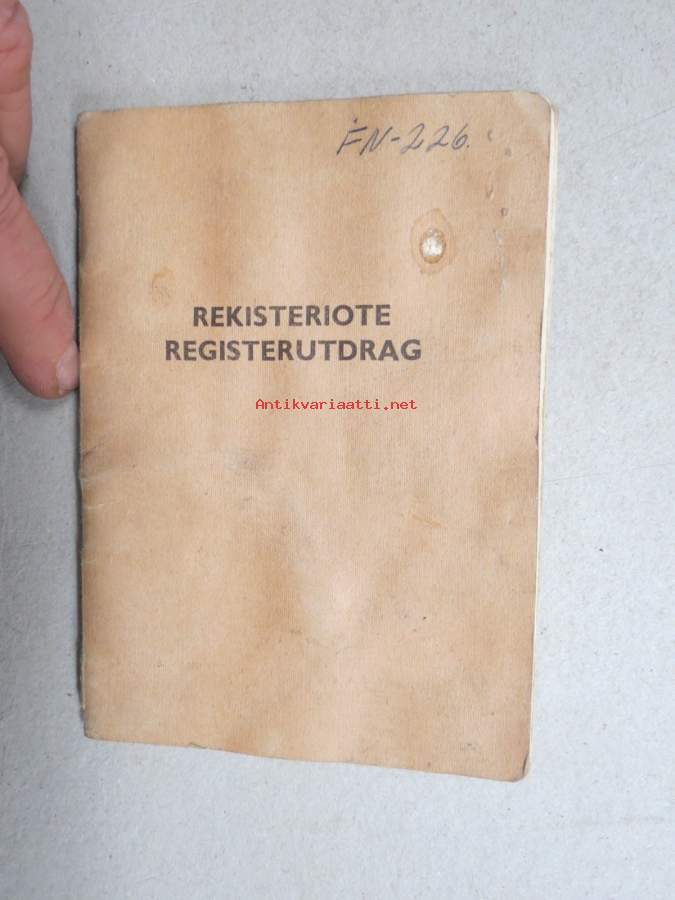 FN-226.
REKISTERIOTE
REGISTERUTDRAG
Antikvariaatti.net